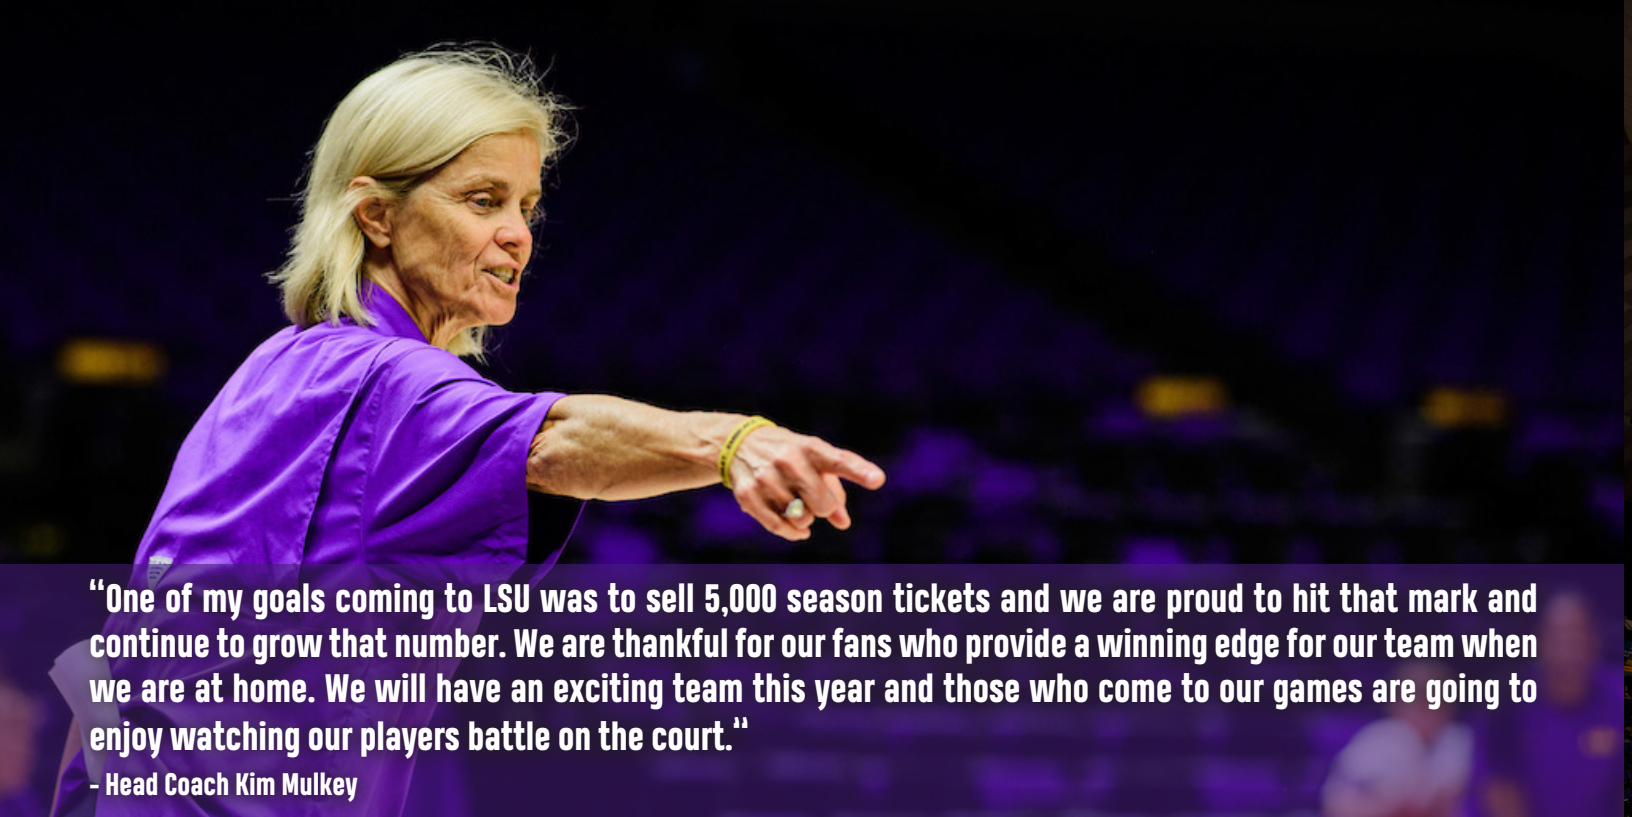 “One of my goals coming to LSU was to sell 5,000 season tickets and we are proud to hit that mark and
continue to grow that number. We are thankful for our fans who provide a winning edge for our team when
we are at home. We will have an exciting team this year and those who come to our games are going to
enjoy watching our players battle on the court.”
- Head Coach Kim Mulkey